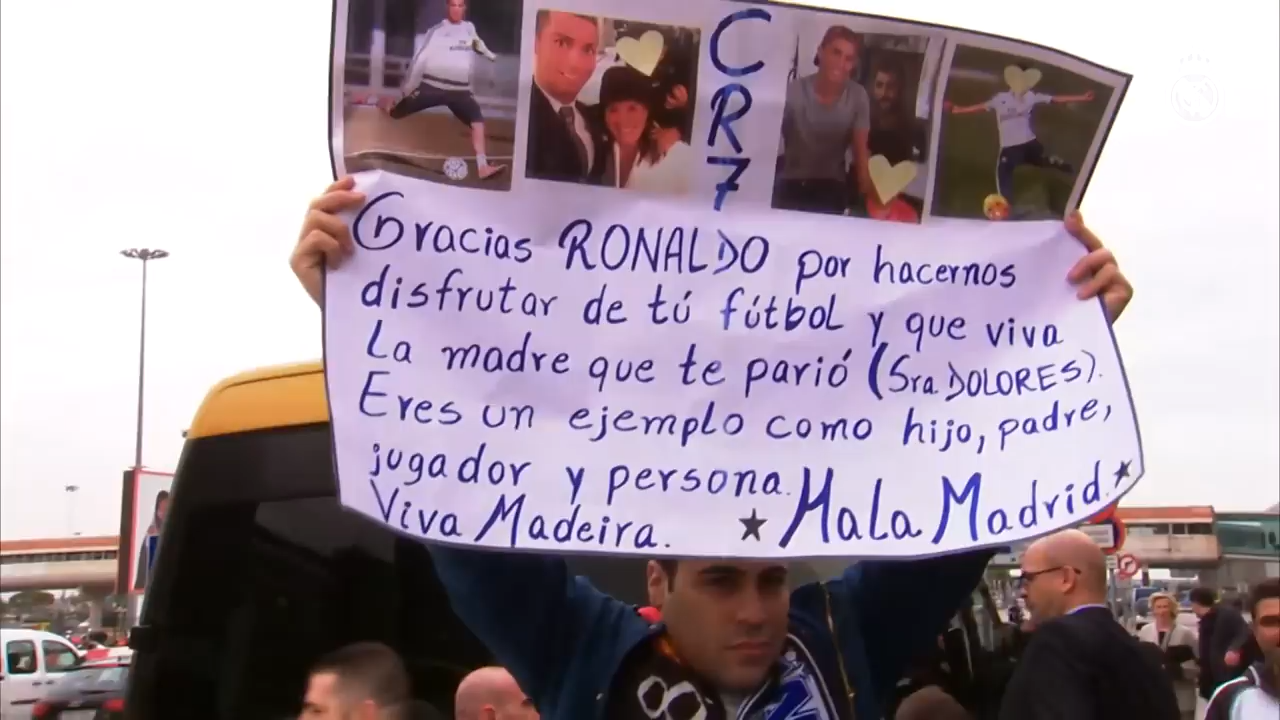 CR7
Gracias RONALDO por hacernos
disfrutar de tú fútbol y que viva
La madre que te parió (Sra. DOLORES).
Eres un ejemplo como hijo, padre,
jugador y persona.
Viva Madeira. ★ Hala Madrid. ★